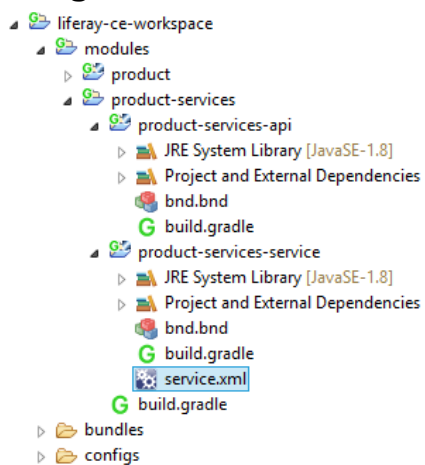 liferay-ce-workspace
modules
product
product-services
product-services-api
JRE System Library [JavaSE-1.8]
Project and External Dependencies
bnd.bnd
G build.gradle
product-services-service
JRE System Library [JavaSE-1.8]
Project and External Dependencies
bnd.bnd
G build.gradle
service.xml
G build.gradle
bundles
configs